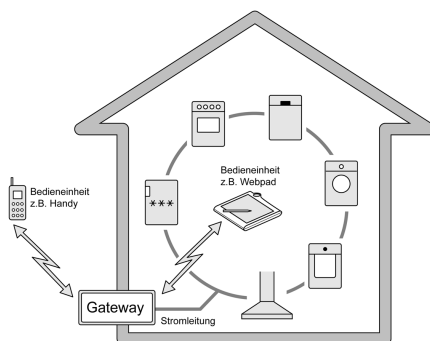 Bedieneinheit
z.B. Webpad
Bedieneinheit
z.B. Handy
***
Gateway
Stromleitung